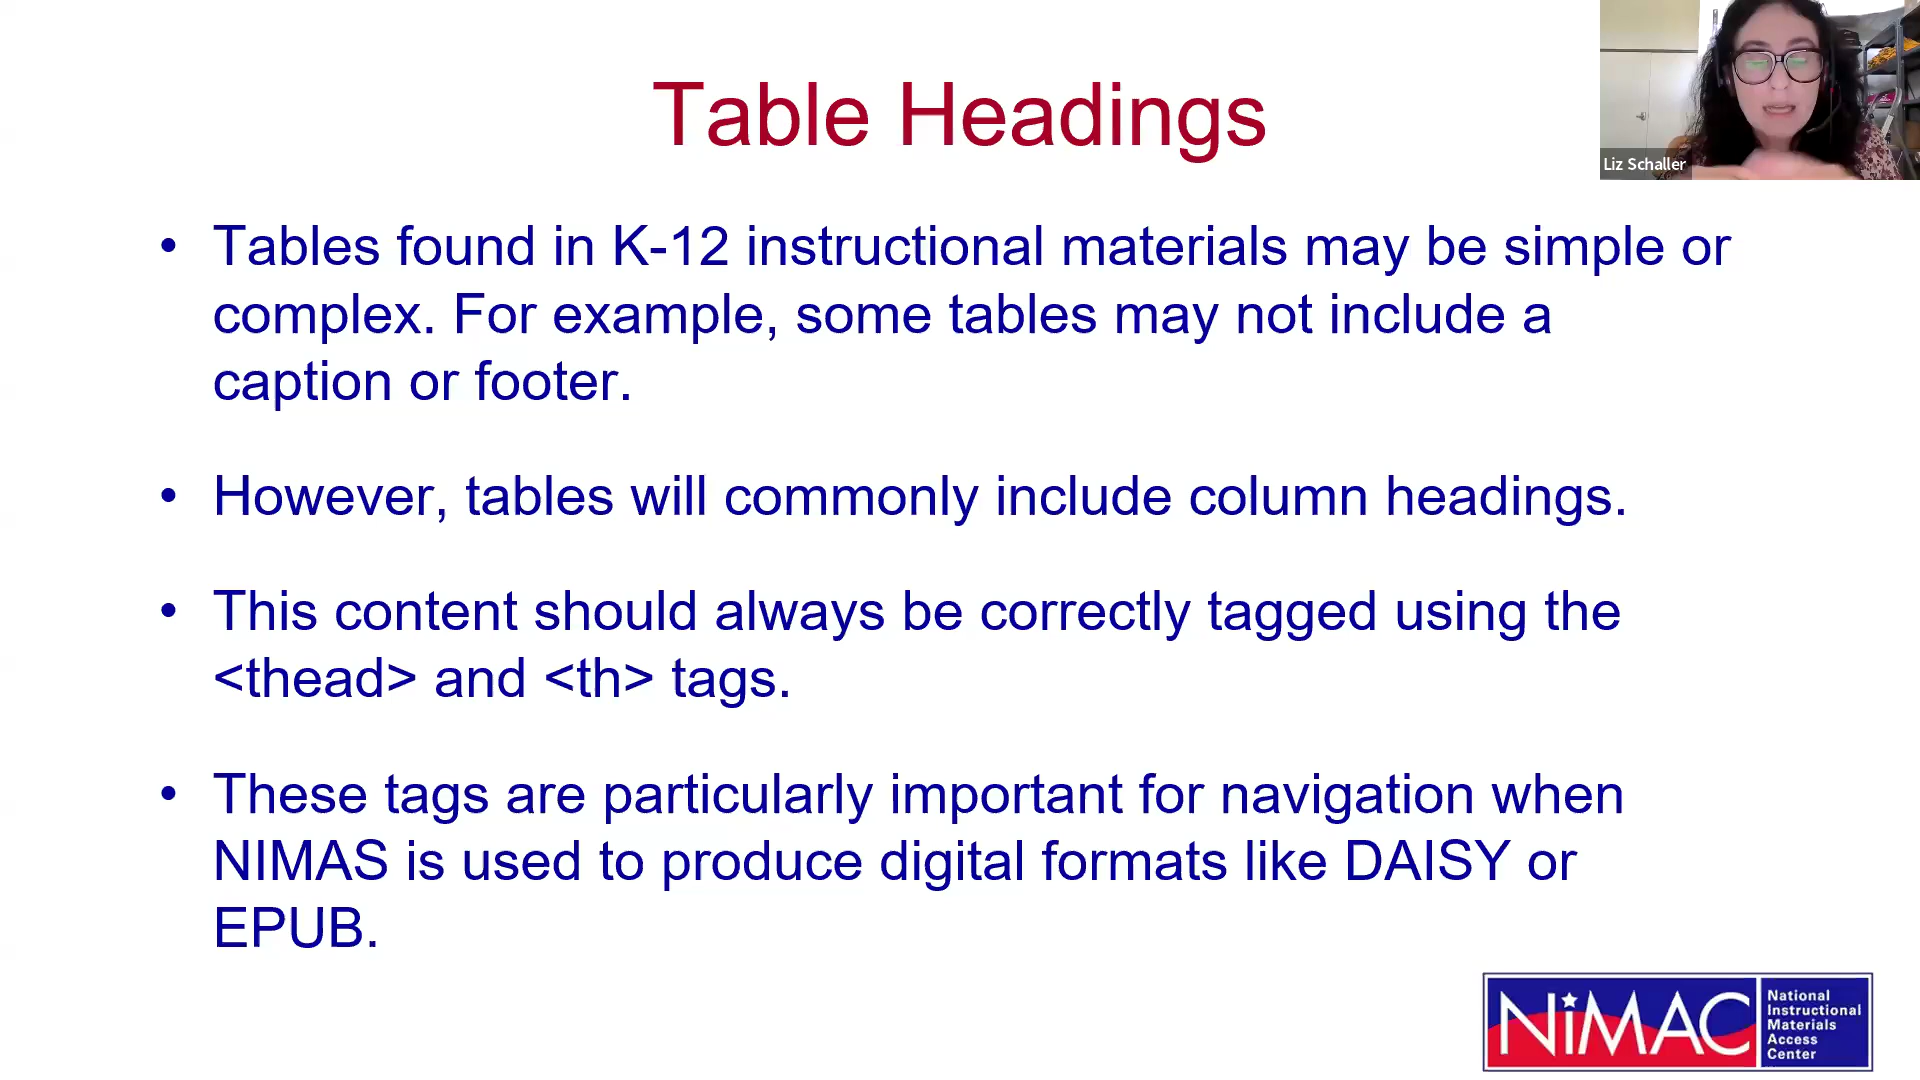 Table Headings
Liz Schaller
• Tables found in K-12 instructional materials may be simple or
complex. For example, some tables may not include a
caption or footer.
• However, tables will commonly include column headings.
• This content should always be correctly tagged using the
<thead> and <th> tags.
• These tags are particularly important for navigation when
NIMAS is used to produce digital formats like DAISY or
EPUB.
NiMAC
National
Instructional
Materials
Access
Center